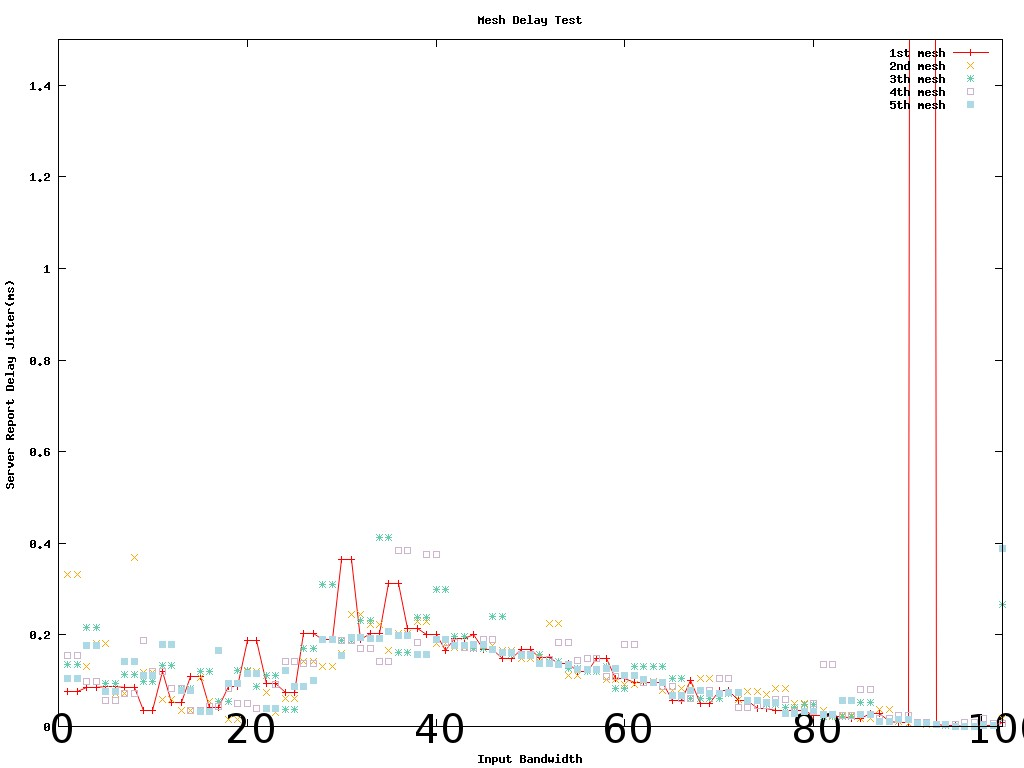 Mesh Delay Test
1st mesh
2nd mesh
3th mesh
4th mesh
5th mesh
1.4
1.2
1
0.8
0.6
0.4
0.2
0
Server Report Delay Jitter(ms)
0 20 40 60 80 100
Input Bandwidth